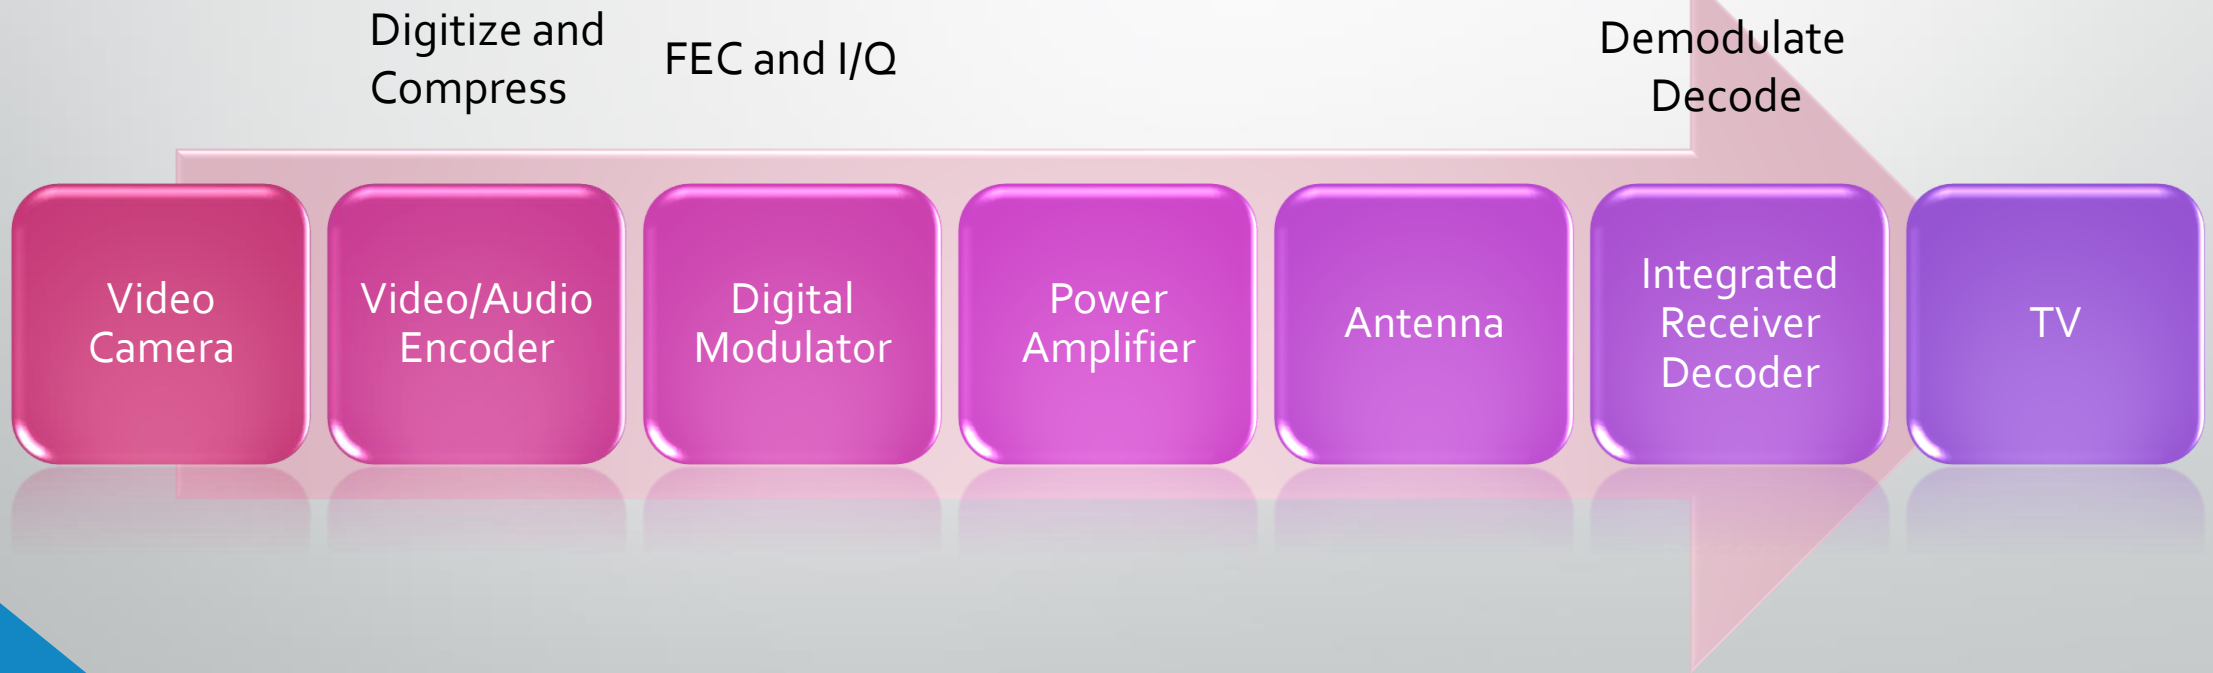 Digitize and
Compress
FEC and I/Q
Demodulate
Decode
Video
Camera
Video/Audio
Encoder
Digital
Modulator
Power
Amplifier
Antenna
Integrated
Receiver
Decoder
TV